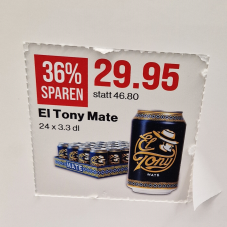 36%
SPAREN
29.95
statt 46.80
El Tony Mate
24 x 3.3 dl
El
Tony
MATE
MATE